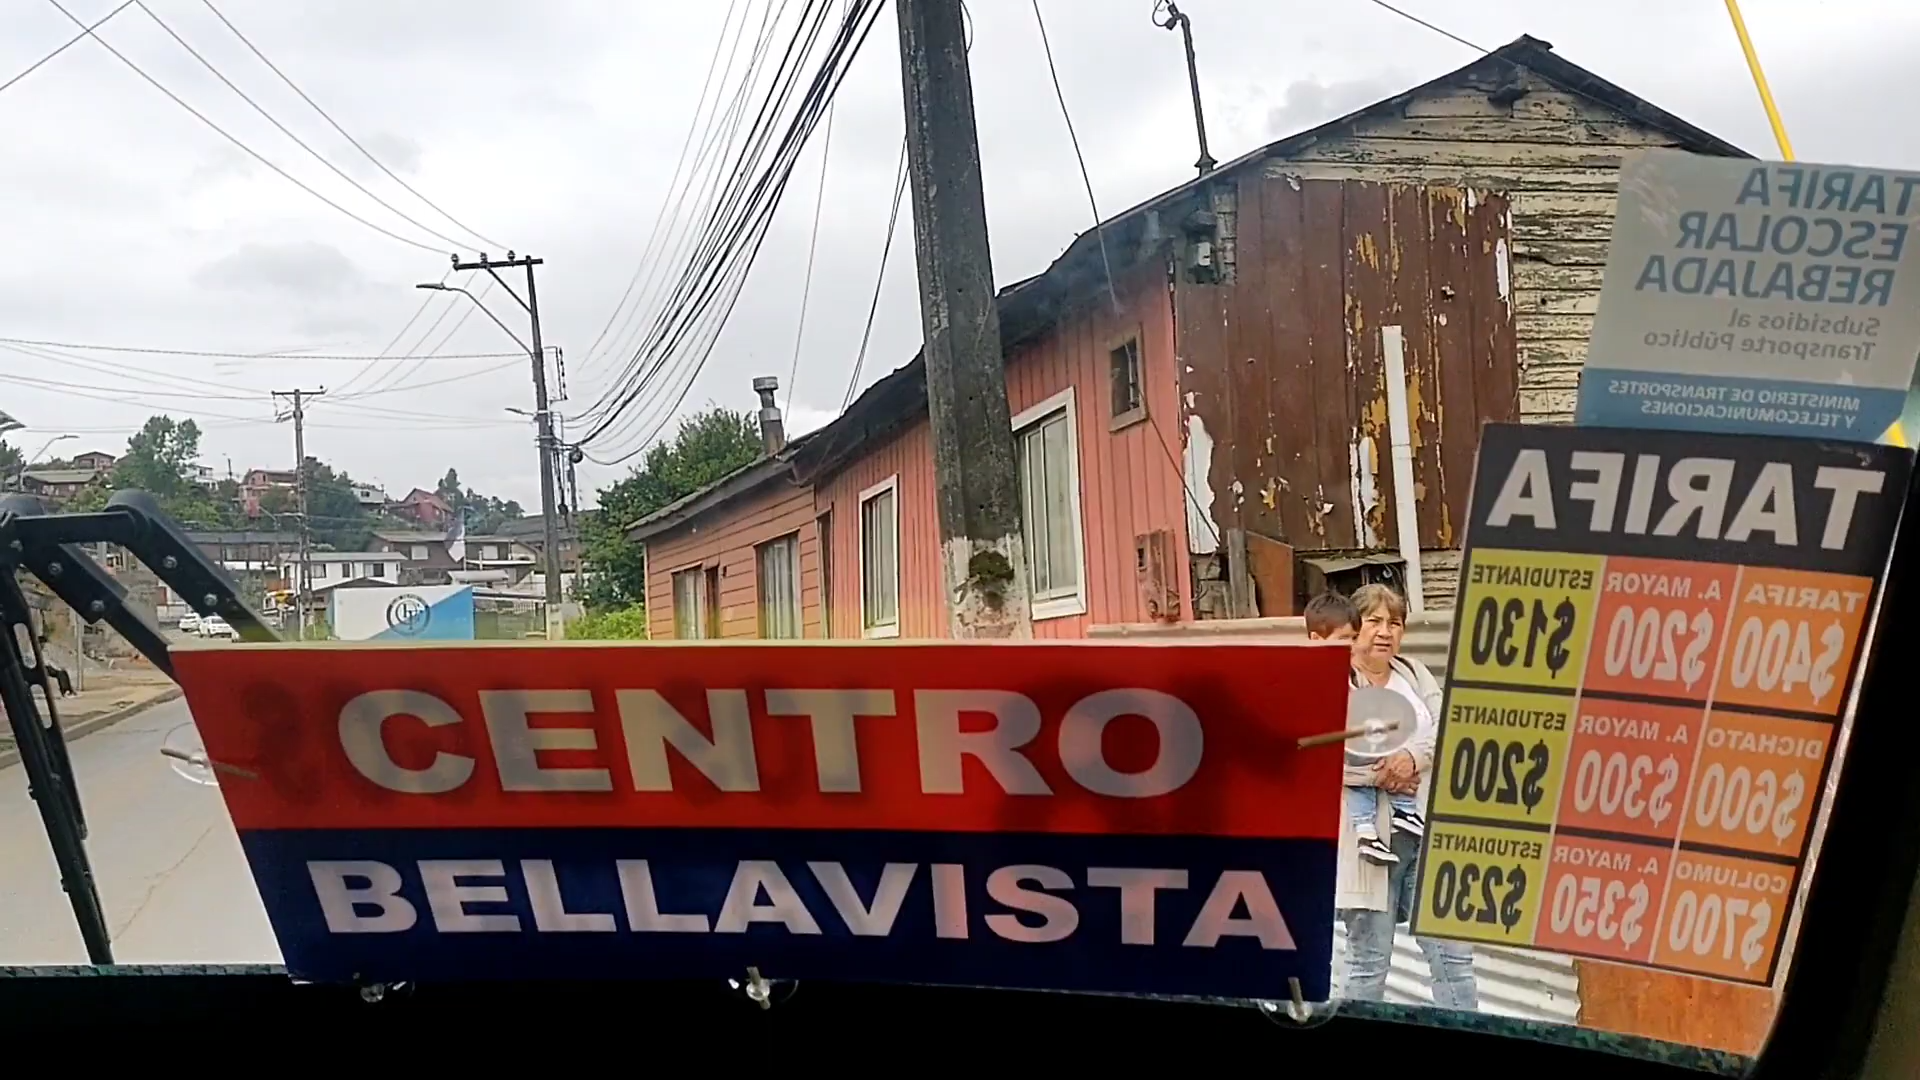 CENTRO
BELLAVISTA
TARIFA
ESCOLAR
REBAJADA
Subsidios al
Transporte Público
MINISTERIO DE TRANSPORTES
Y TELECOMUNICACIONES
TARIFA
TARIFA A. MAYOR ESTUDIANTE
$400 $200 $130
DICHATO A. MAYOR ESTUDIANTE
$600 $300 $200
COLIUMO A. MAYOR ESTUDIANTE
$700 $350 $230